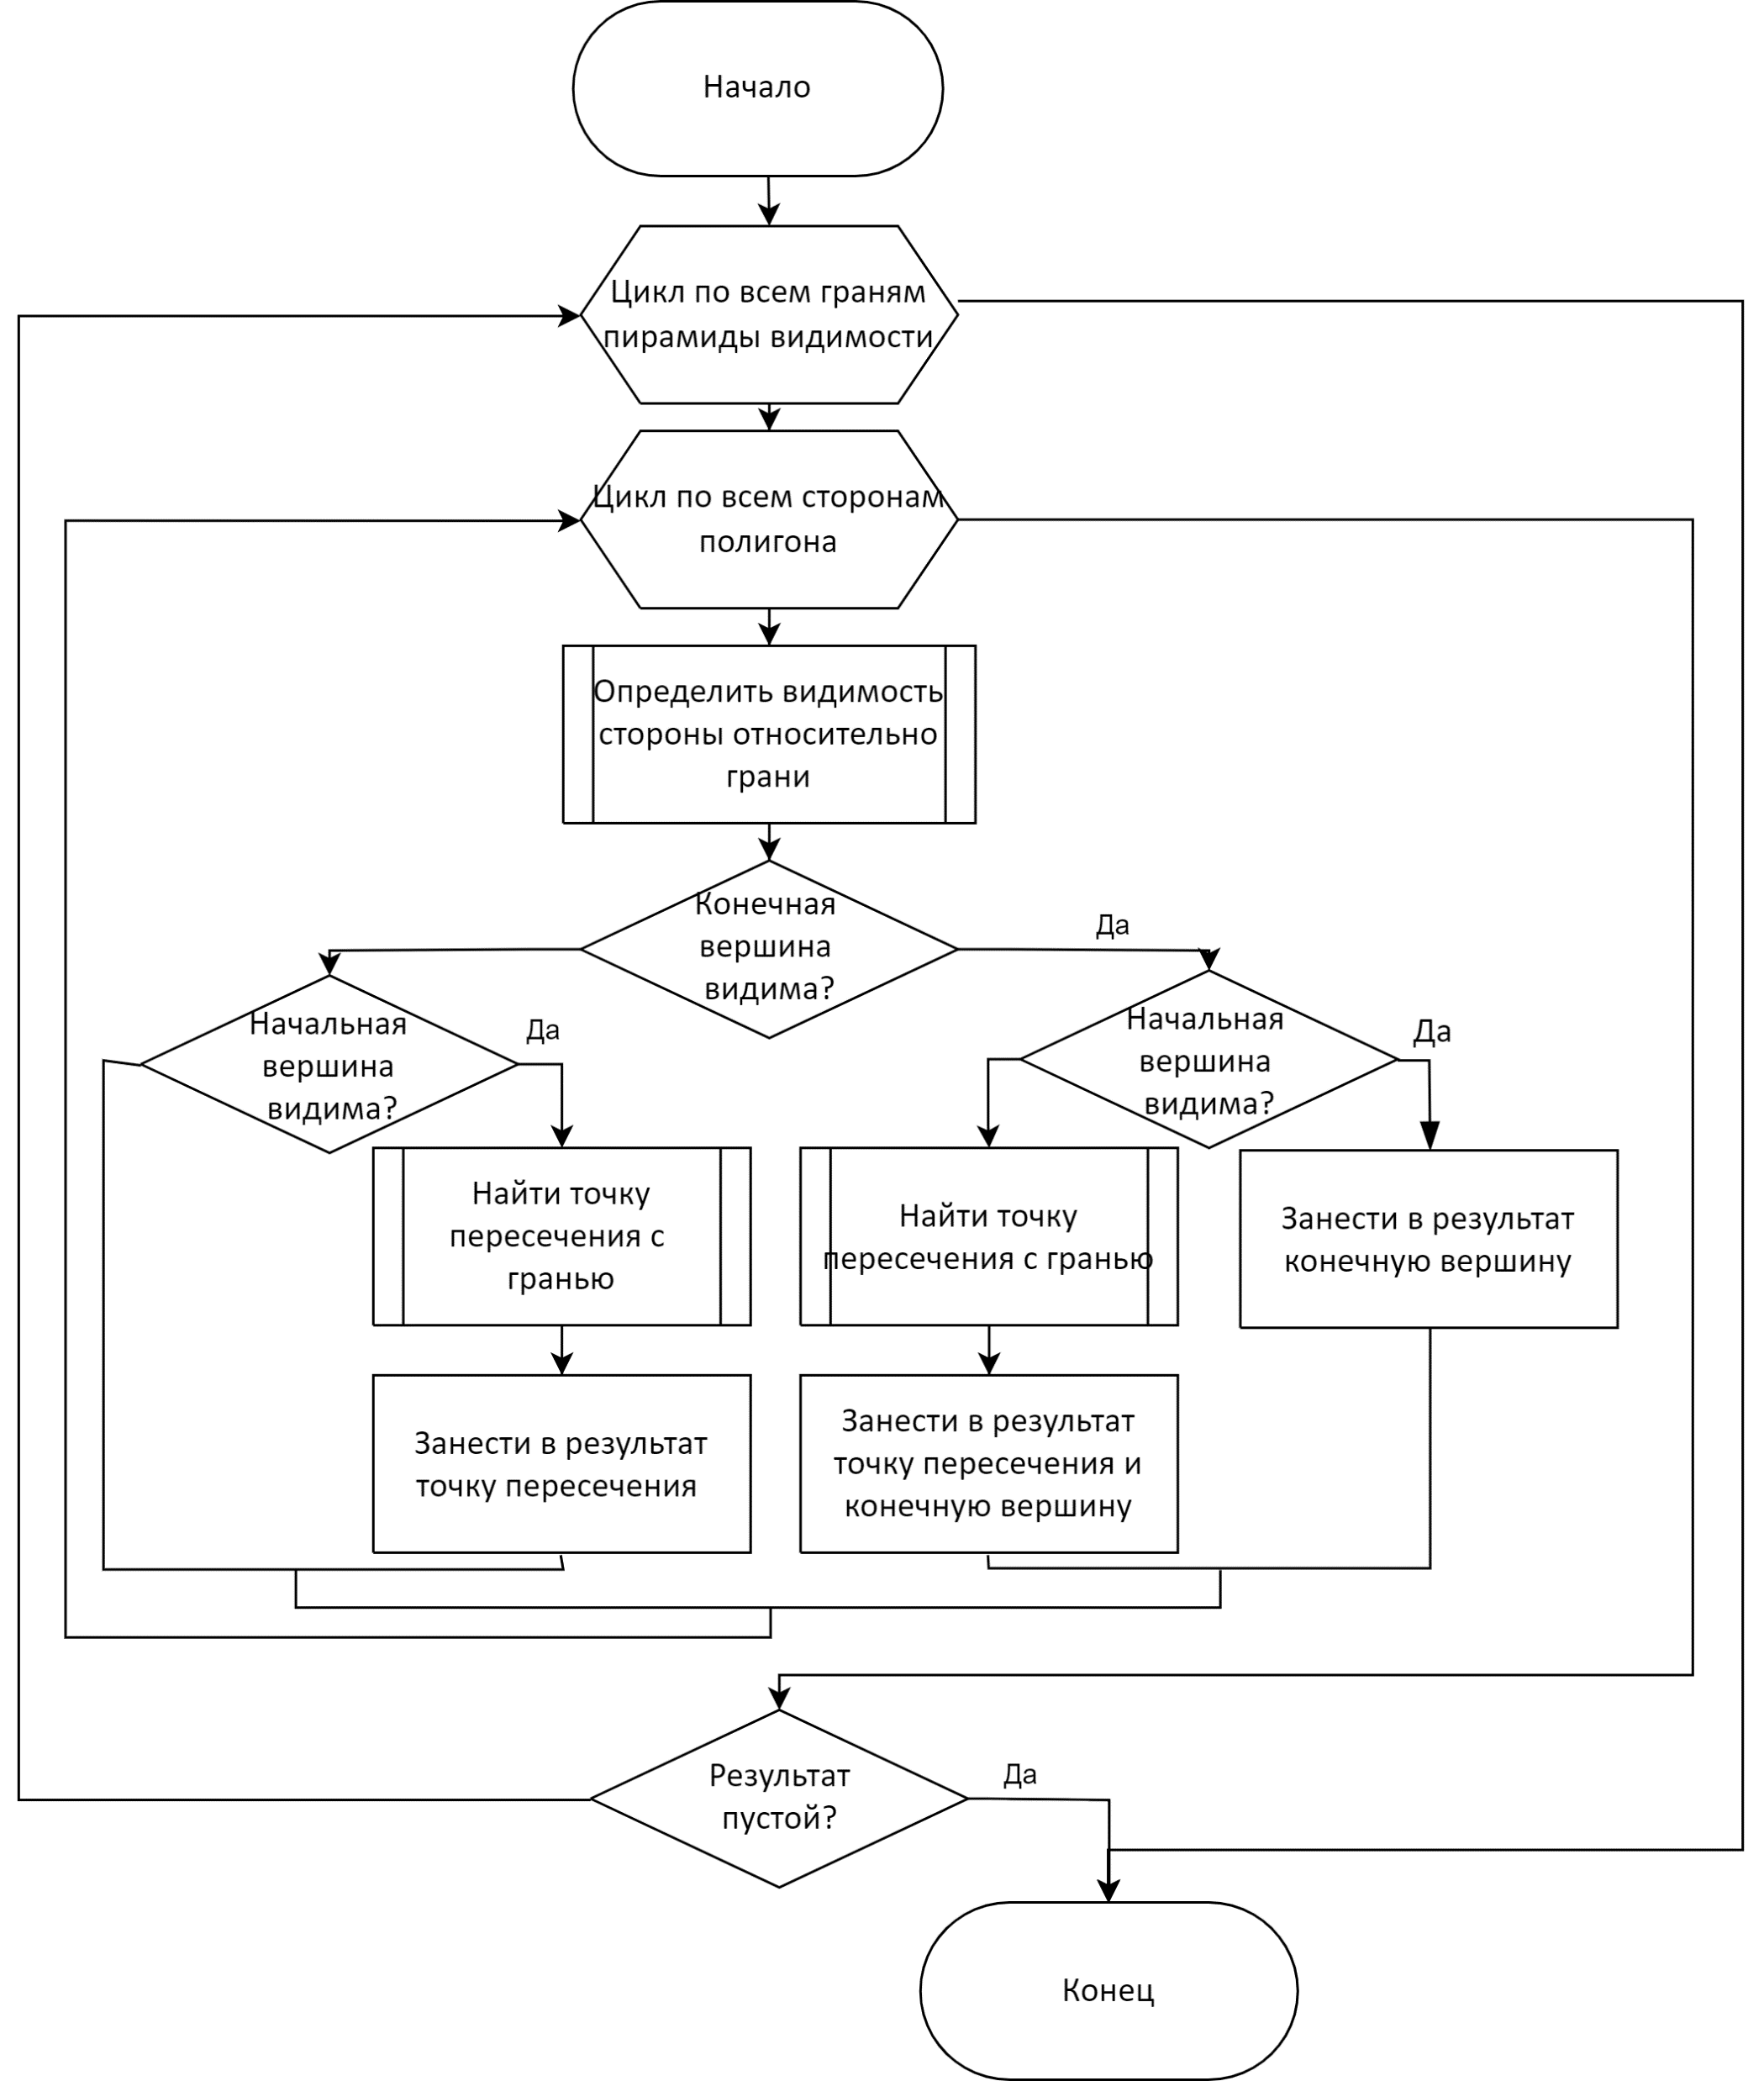 Начало
Цикл по всем граням
пирамиды видимости
Цикл по всем сторонам
полигона
Определить видимость
стороны относительно
грани
Конечная
вершина
видима?
Да
Начальная
вершина
видима?
Да
Начальная
вершина
видима?
Да
Найти точку
пересечения с
гранью
Найти точку
пересечения с гранью
Занести в результат
конечную вершину
Занести в результат
точку пересечения
Занести в результат
точку пересечения и
конечную вершину
Результат
пустой?
Да
Конец